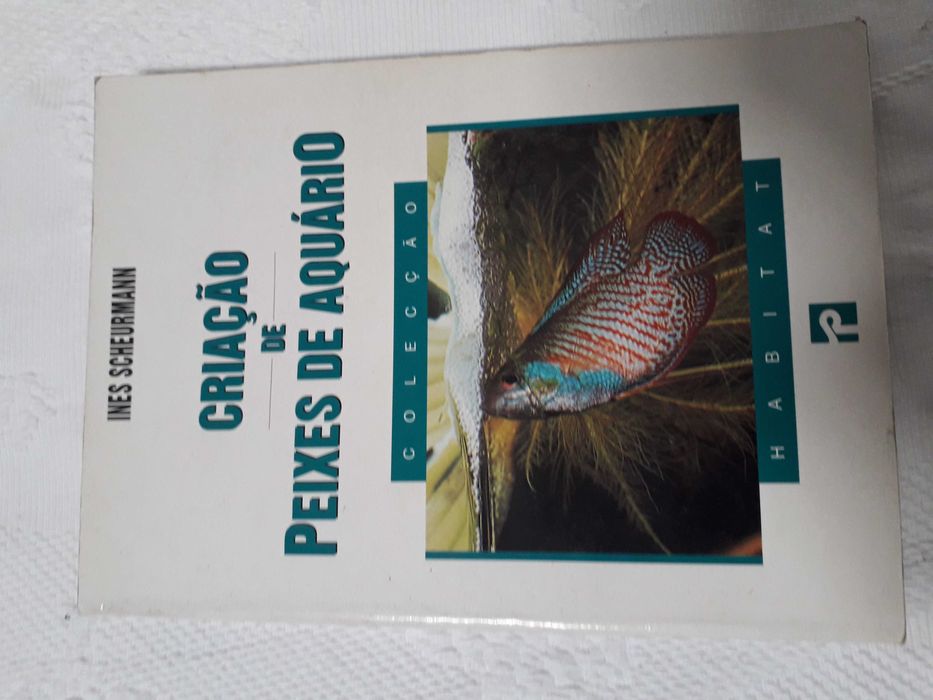 INES SCHEURMANN
CRIAÇÃO
DE
PEIXES DE AQUÁRIO
COLECÇÃO
HABITAT
P